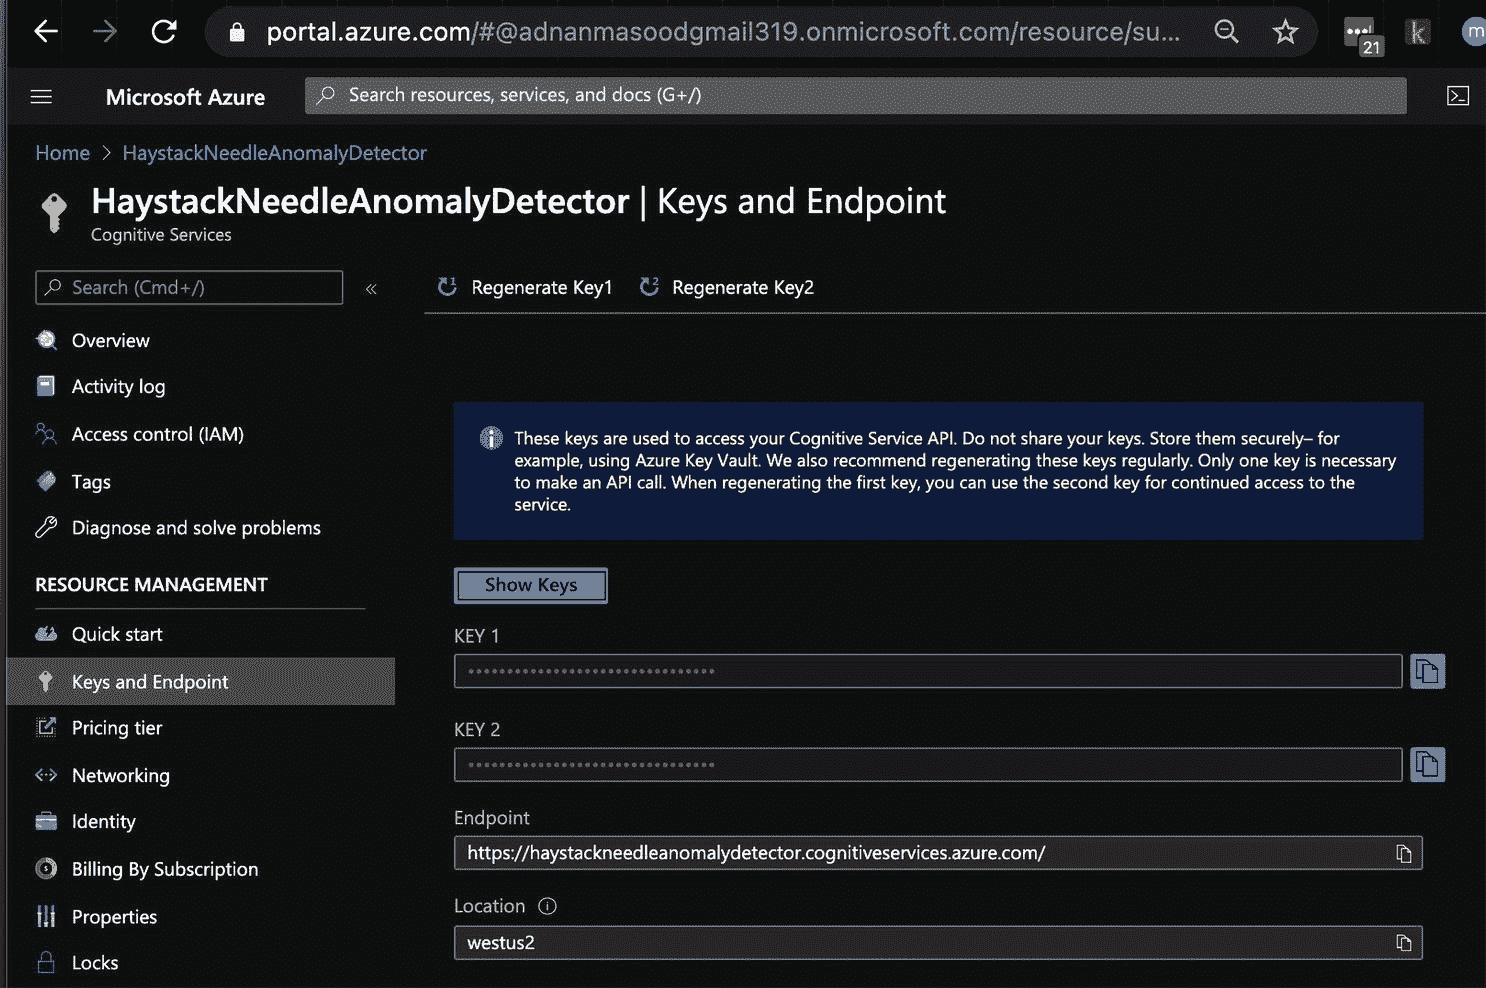 portal.azure.com/#@adnanmasoodgmail319.onmicrosoft.com/resource/su...
21
k
m
Microsoft Azure
Search resources, services, and docs (G+/)
Home > HaystackNeedleAnomalyDetector
HaystackNeedleAnomalyDetector | Keys and Endpoint
Cognitive Services
Search (Cmd+/)
«
1 Regenerate Key1
2 Regenerate Key2
Overview
Activity log
Access control (IAM)
Tags
Diagnose and solve problems
RESOURCE MANAGEMENT
Quick start
Keys and Endpoint
Pricing tier
Networking
Identity
Billing By Subscription
Properties
Locks
These keys are used to access your Cognitive Service API. Do not share your keys. Store them securely– for
example, using Azure Key Vault. We also recommend regenerating these keys regularly. Only one key is necessary
to make an API call. When regenerating the first key, you can use the second key for continued access to the
service.
Show Keys
KEY 1
KEY 2
Endpoint
https://haystackneedleanomalydetector.cognitiveservices.azure.com/
Location
westus2